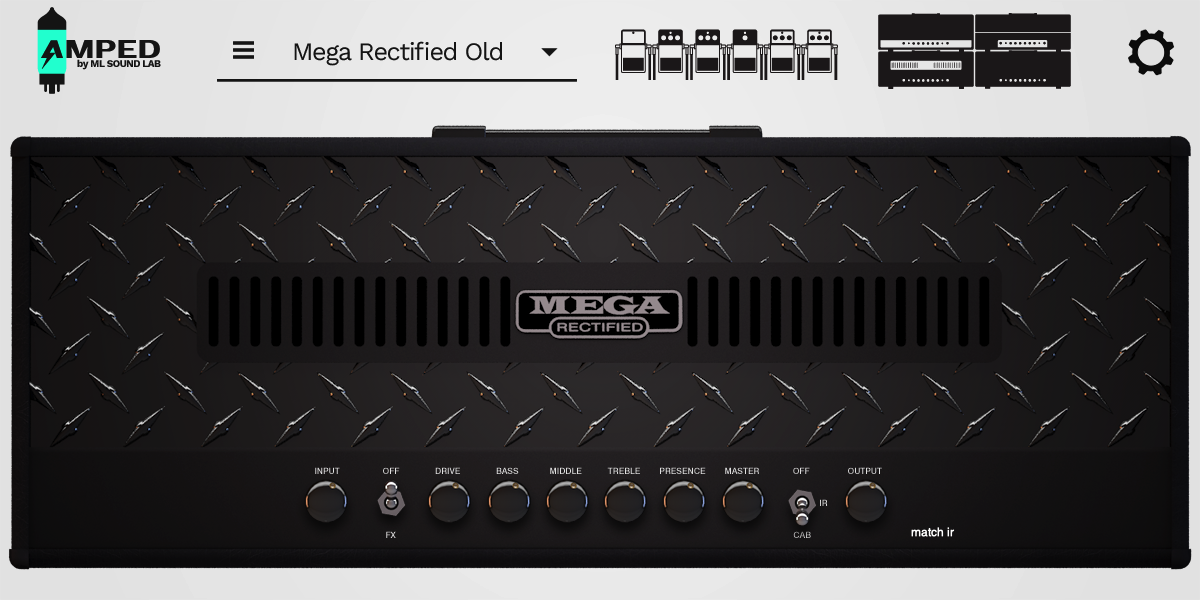 AMPED
by ML SOUND LAB
Mega Rectified Old
MEGA
RECTIFIED
INPUT OFF DRIVE BASS MIDDLE TREBLE PRESENCE MASTER OFF OUTPUT
IR
FX CAB match ir